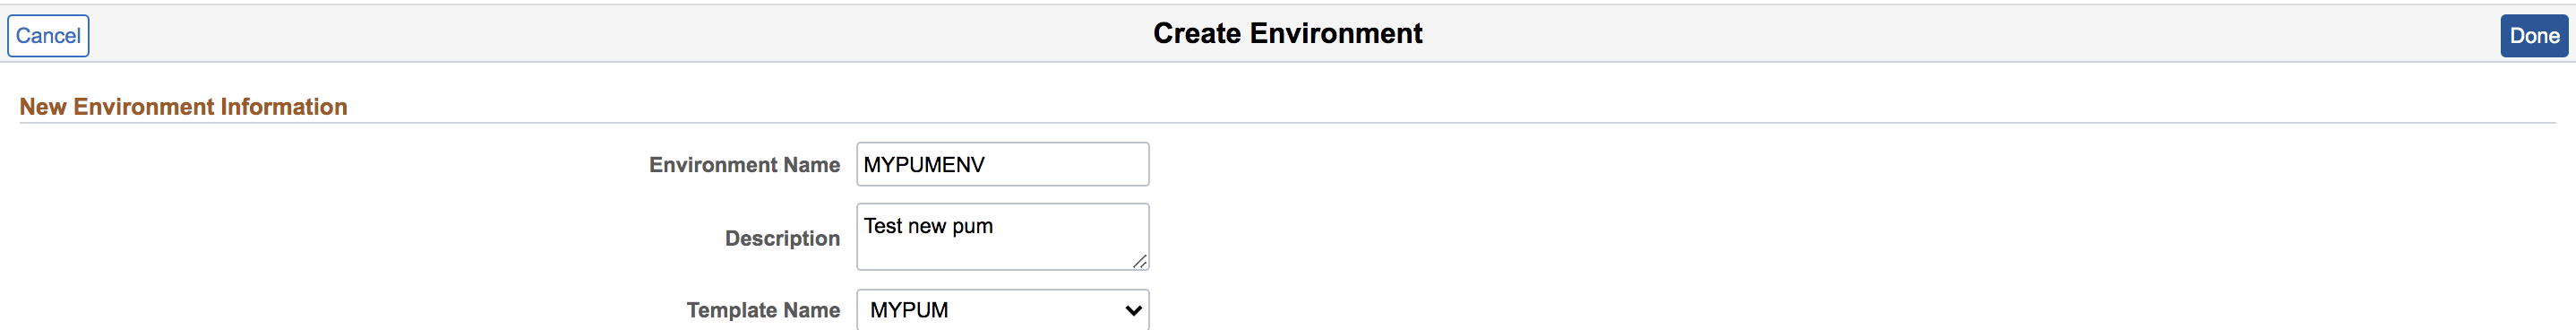 Cancel
Create Environment
Done
New Environment Information
Environment Name MYPUMENV
Description Test new pum
Template Name MYPUM